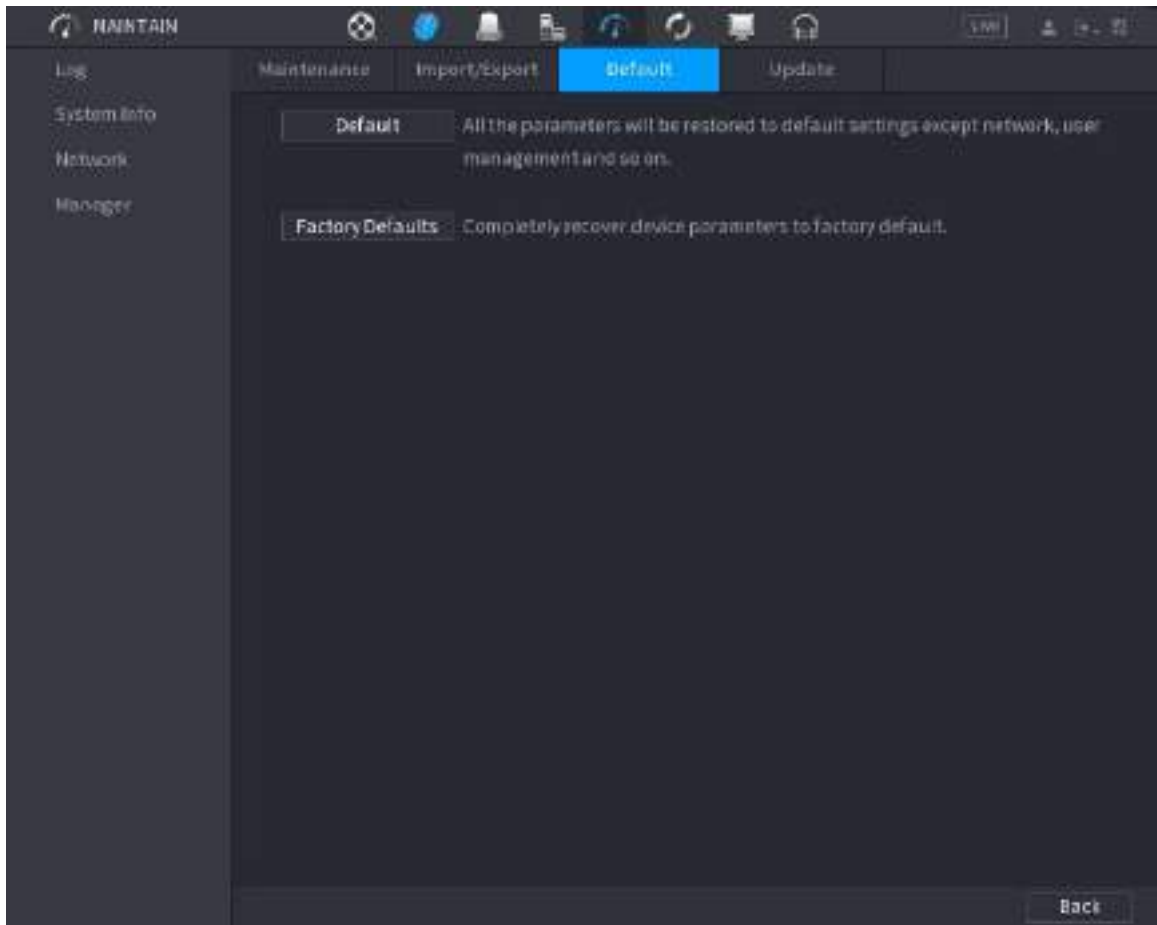 MAINTAIN
LIVE
Log
Maintenance
Import/Export
Default
Update
System Info
Network
Manager
Default
All the parameters will be restored to default settings except network, user
management and so on.
Factory Defaults
Completely recover device parameters to factory default.
Back